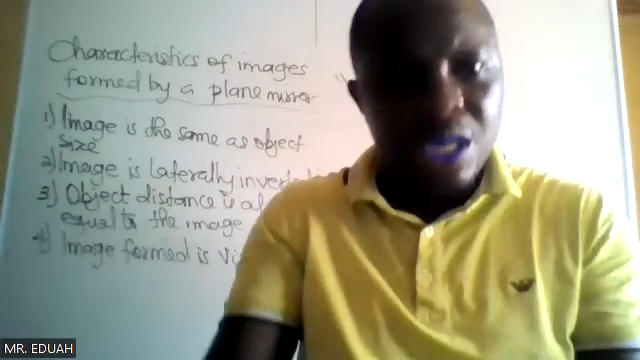 Characteristics of images
formed by a plane mirror
1) Image is the same as object
size
2) Image is laterally
3) Object distance is
equal to the image
4) Image formed is
MR. EDUAH